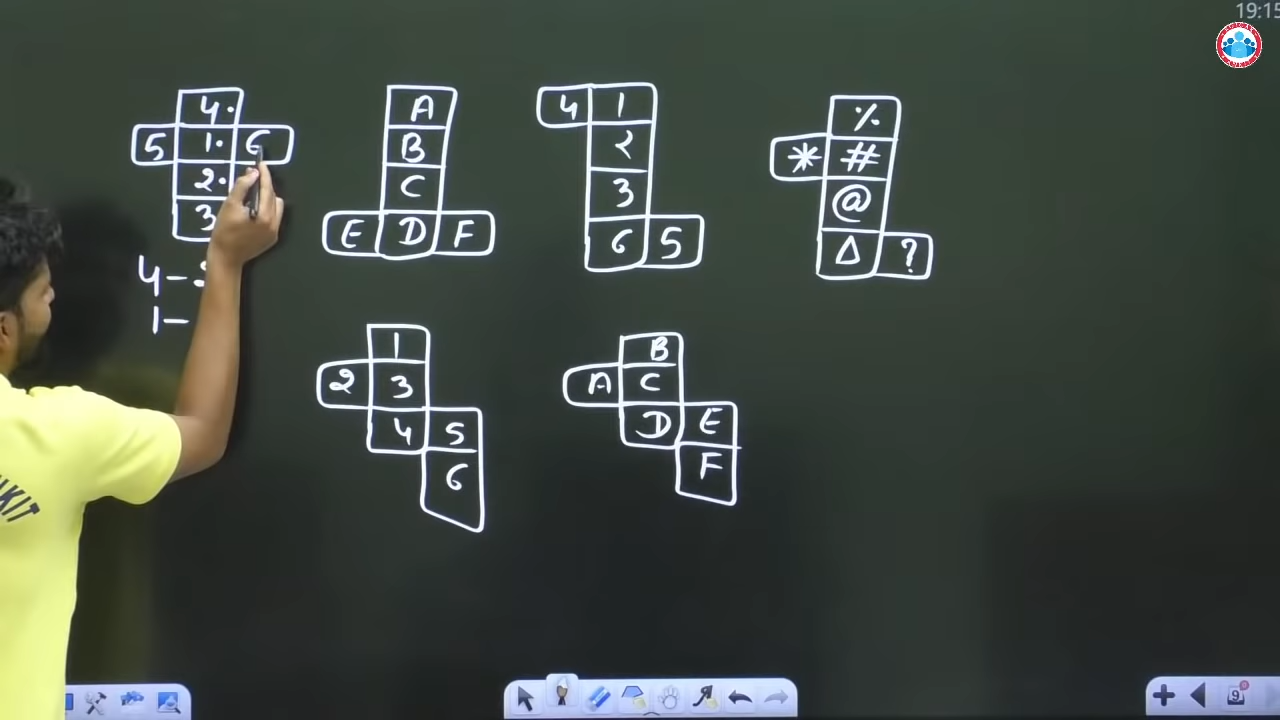 19:15
4. A 4 1 %
5 1. 6 B 2 * #
2. C 3 @
3 E D F 6 5 Δ ?
4-
1-
1 B
2 3 A C
4 5 D E
6 F
9